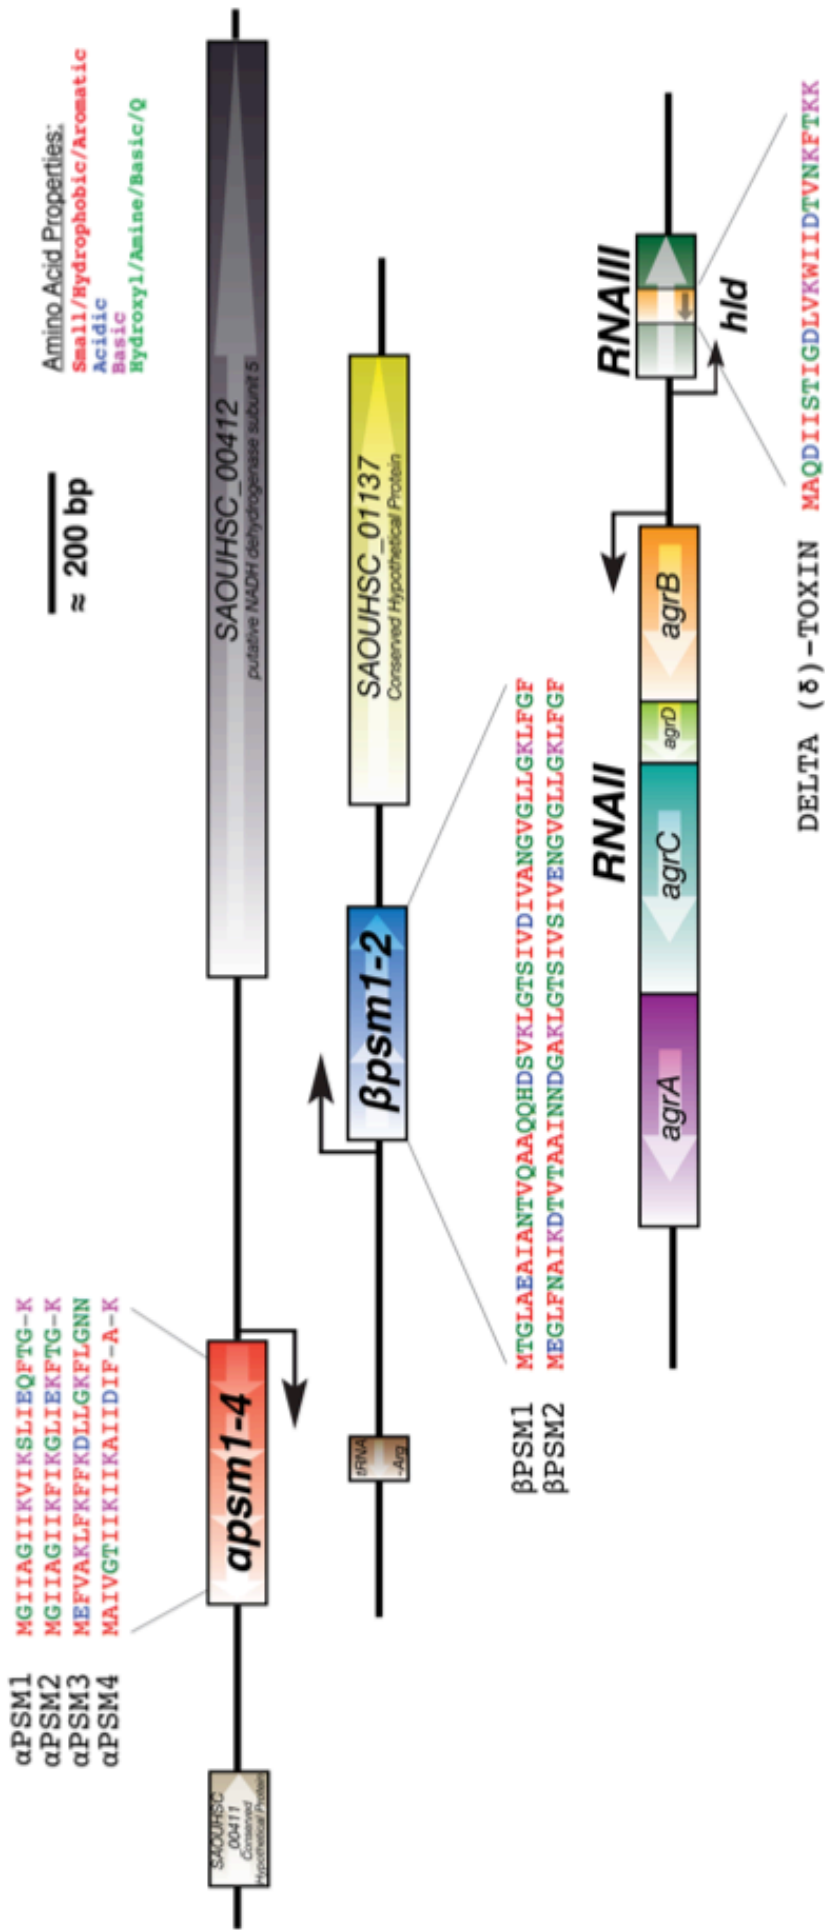 αPSM1 MGIIAGIIKVIKSLIEQFTG-K
αPSM2 MGIIAGIIKFIKGLIEKFTG-K
αPSM3 MEFVAKLFKFFKDLLGKFLGNN
αPSM4 MAIVGTIIKIIKAIIDIF-A-K
≈ 200 bp
Amino Acid Properties:
Small/Hydrophobic/Aromatic
Acidic
Basic
Hydroxyl/Amine/Basic/Q
SAOUHSC
_00411
Conserved
Hypothetical Protein
αpsm1-4
SAOUHSC_00412
putative NADH dehydrogenase subunit 5
tRNA
-Arg
βpsm1-2
SAOUHSC_01137
Conserved Hypothetical Protein
βPSM1 MTGLAEAIANTVQAAQQHDSVKLGTSIVDIVANGVGLLGKLFGF
βPSM2 MEGLFNAIKDTVTAAINNDGAKLGTSIVSIVENGVGLLGKLFGF
RNAII
RNAIII
agrA
agrC
agrD
agrB
hld
DELTA (δ)-TOXIN MAQDIISTIGDLVKWIIDTVNKFTKK